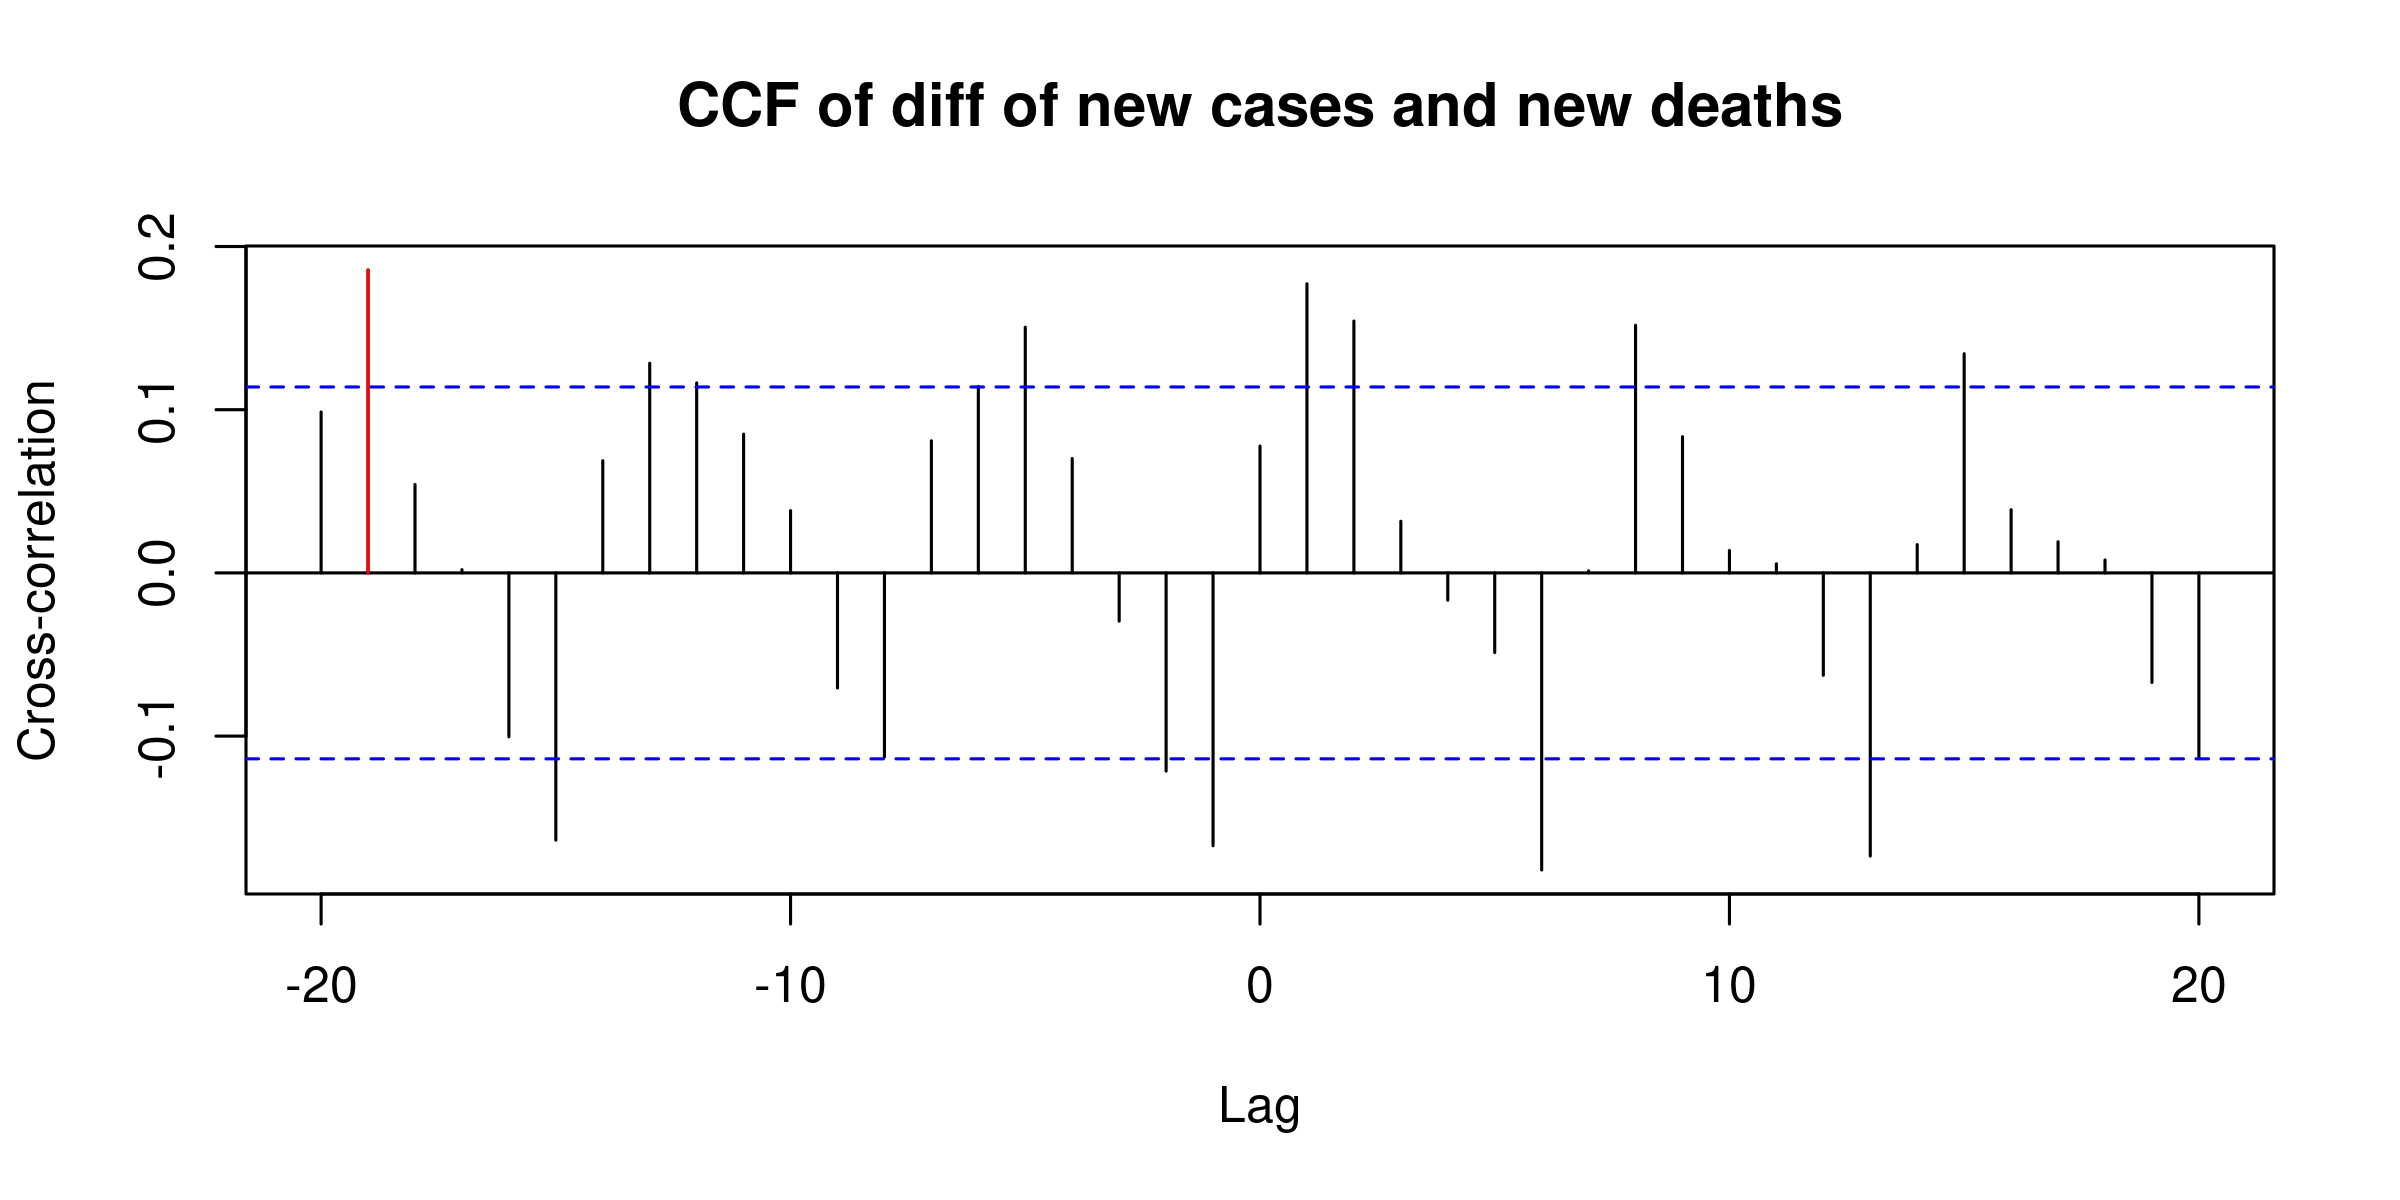 CCF of diff of new cases and new deaths
Cross-correlation
0.2
0.1
0.0
-0.1
-20 -10 0 10 20
Lag